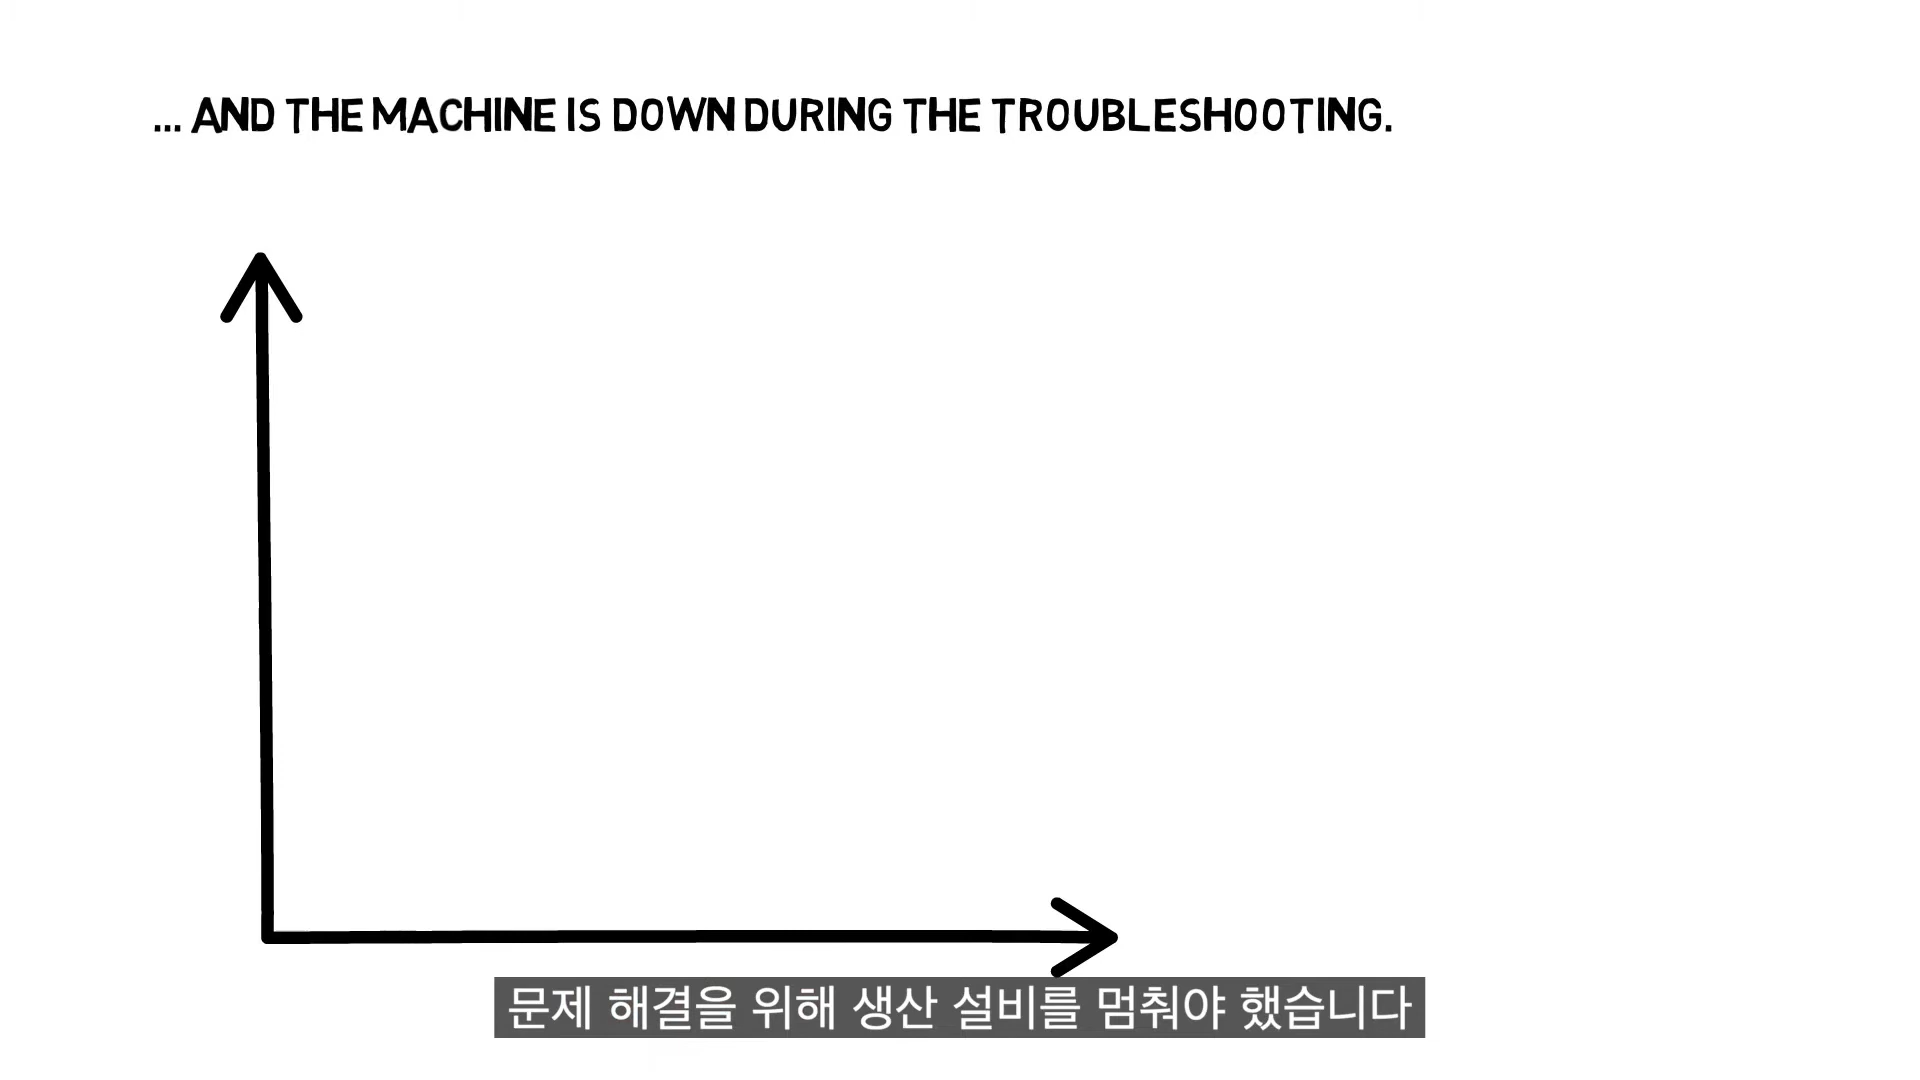 ... AND THE MACHINE IS DOWN DURING THE TROUBLESHOOTING.
문제 해결을 위해 생산 설비를 멈춰야 했습니다